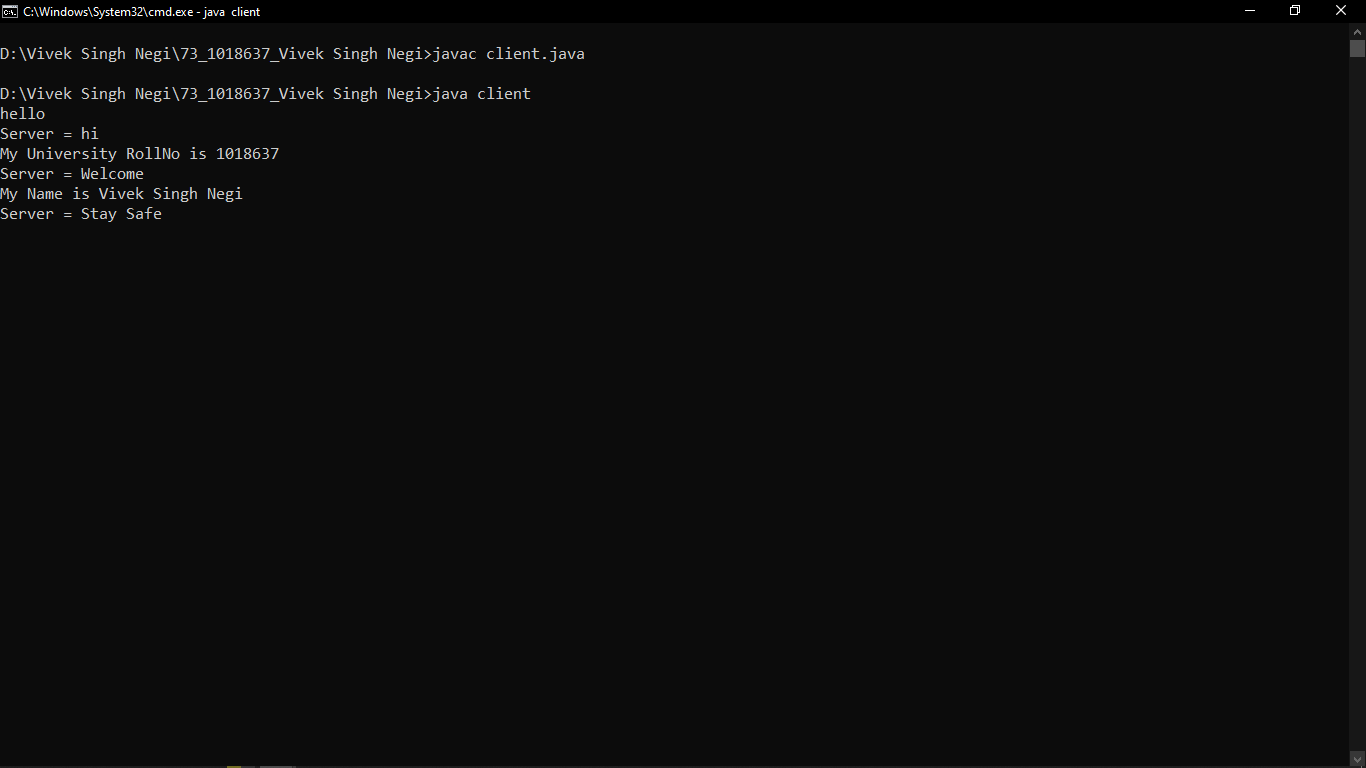 C:\Windows\System32\cmd.exe - java client
D:\Vivek Singh Negi\73_1018637_Vivek Singh Negi>javac client.java
D:\Vivek Singh Negi\73_1018637_Vivek Singh Negi>java client
hello
Server = hi
My University RollNo is 1018637
Server = Welcome
My Name is Vivek Singh Negi
Server = Stay Safe